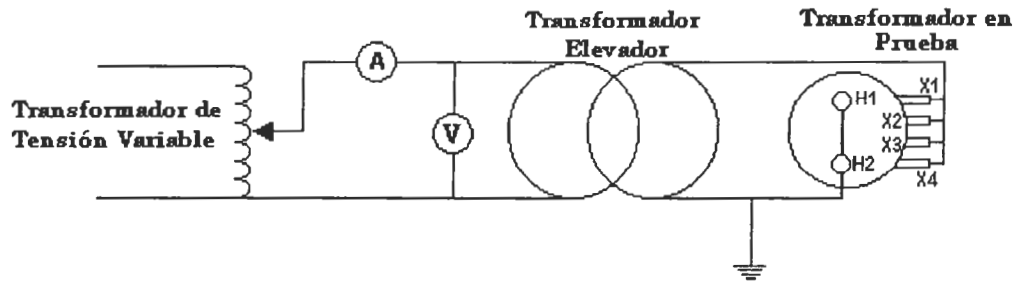 Transformador
Elevador
Transformador en
Prueba
Transformador de
Tensión Variable
A
V
H1
H2
X1
X2
X3
X4